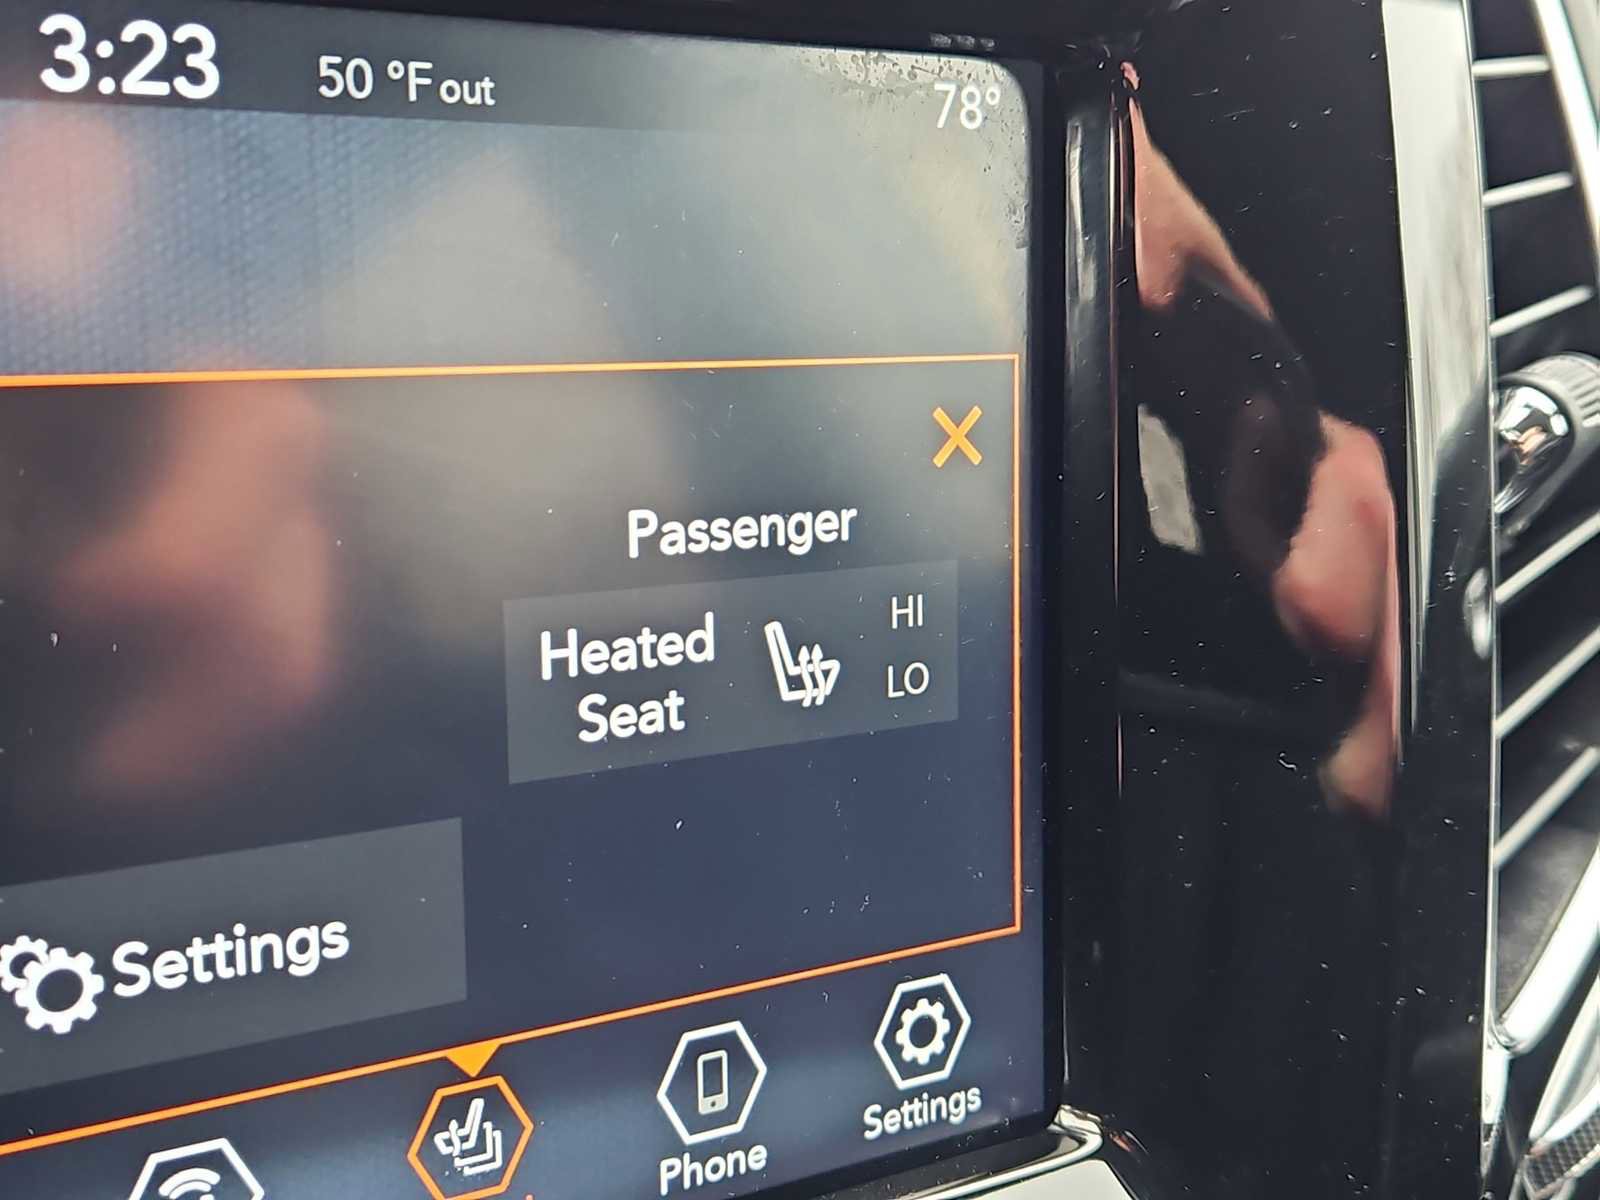 3:23 50 °F out 78°
Passenger
Heated
Seat
HI
LO
Settings
Phone
Settings